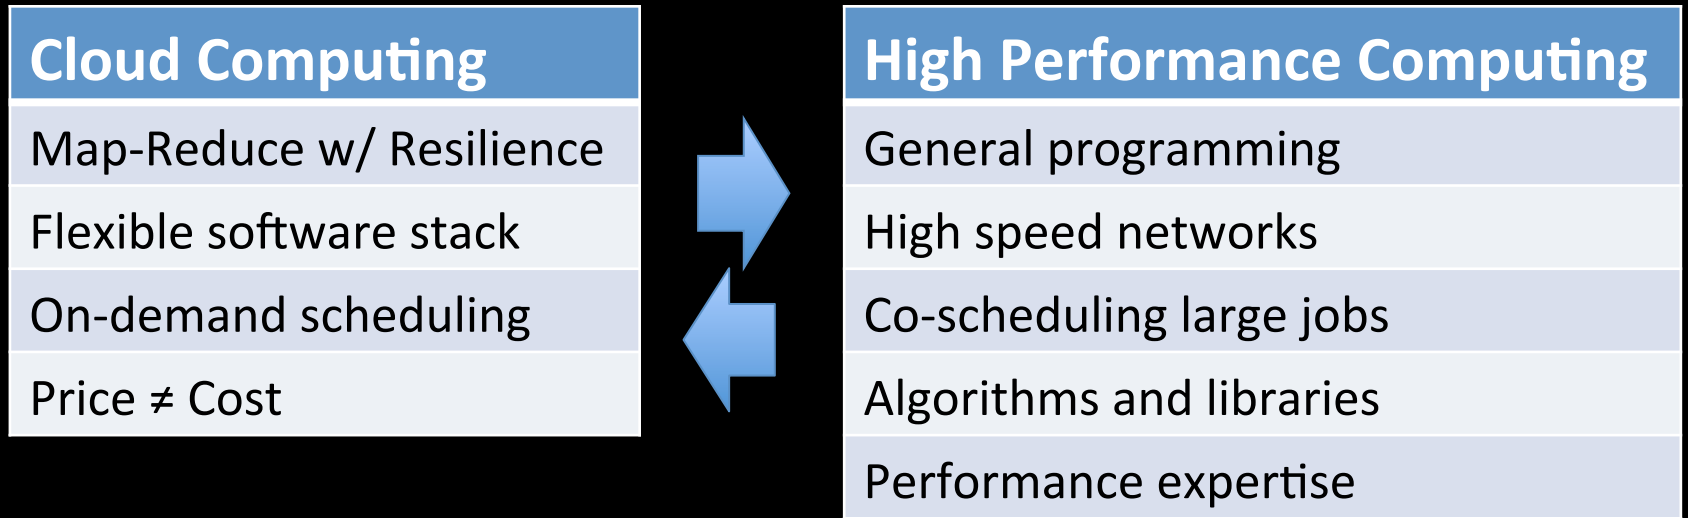 Cloud Computing
Map-Reduce w/ Resilience
Flexible software stack
On-demand scheduling
Price ≠ Cost
High Performance Computing
General programming
High speed networks
Co-scheduling large jobs
Algorithms and libraries
Performance expertise